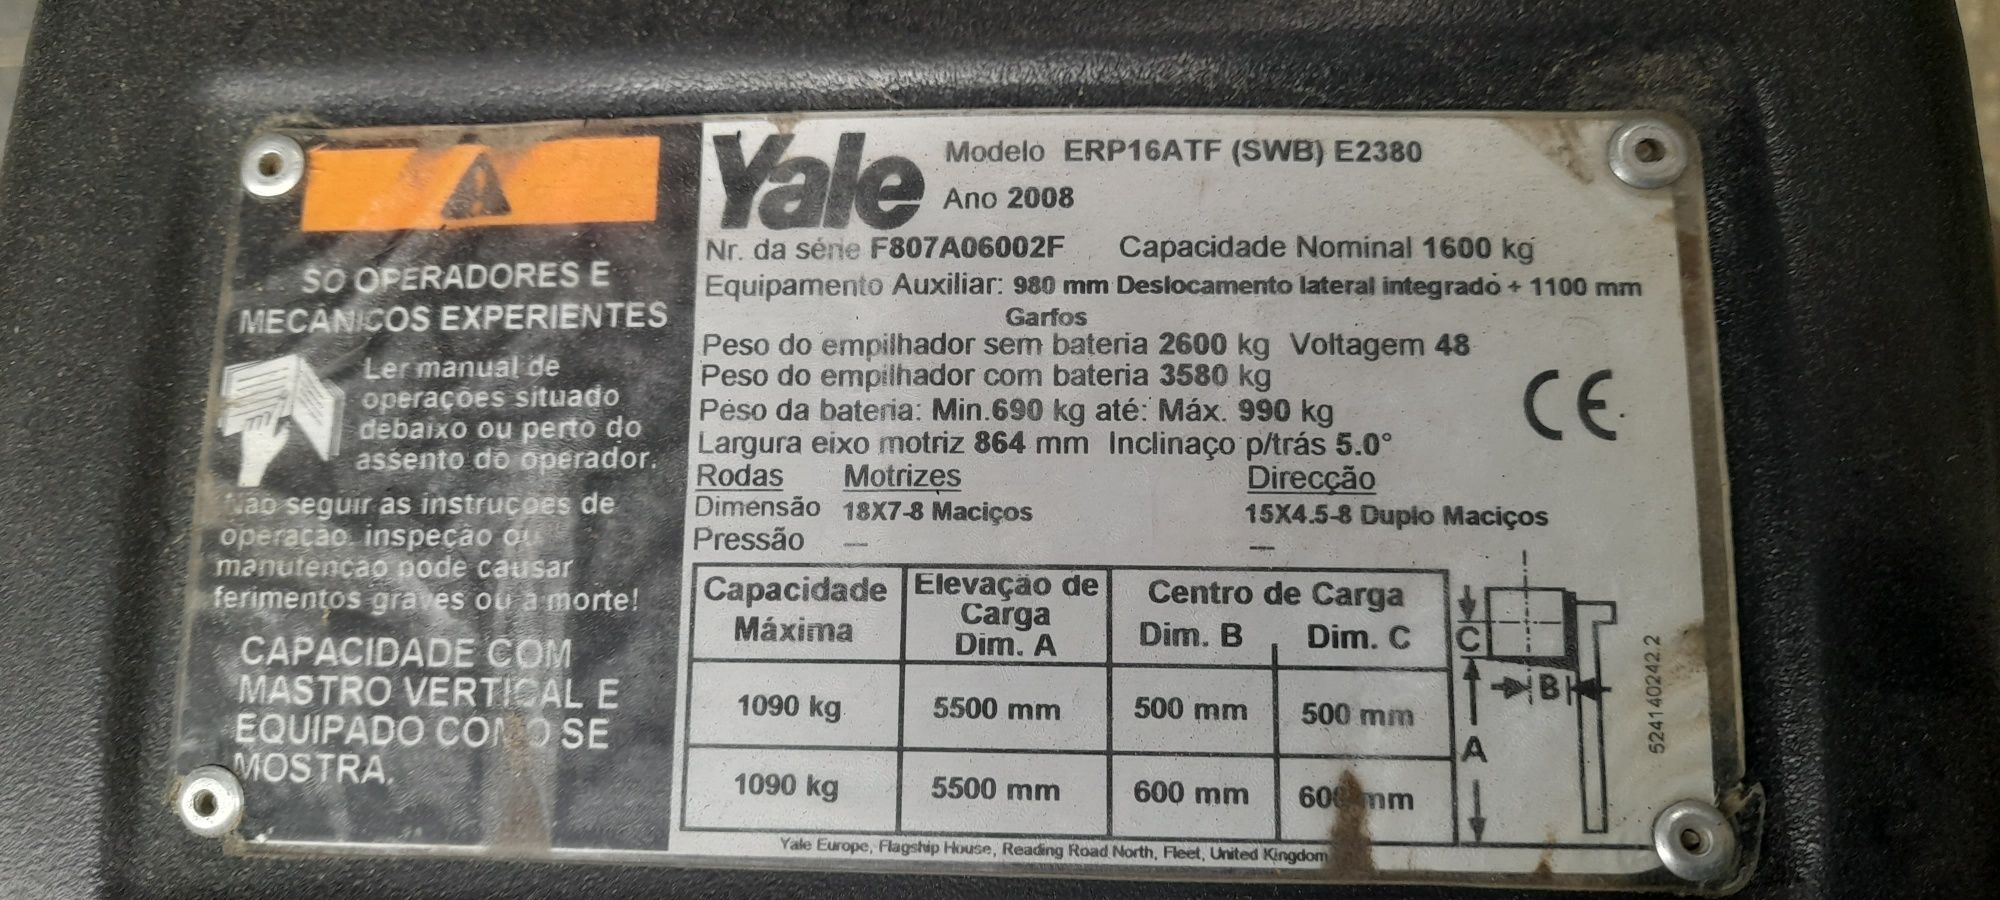 SO OPERADORES E
MECANICOS EXPERIENTES
Ler manual de
operações situado
debaixo ou perto do
assento do operador.
Não seguir as instruções de
operação, inspeção ou
manutenção pode causar
ferimentos graves ou a morte!
CAPACIDADE COM
MASTRO VERTICAL E
EQUIPADO COMO SE
MOSTRA.
Yale
Modelo ERP16ATF (SWB) E2380
Ano 2008
Nr. da série F807A06002F Capacidade Nominal 1600 kg
Equipamento Auxiliar: 980 mm Deslocamento lateral integrado + 1100 mm
Garfos
Peso do empilhador sem bateria 2600 kg Voltagem 48
Peso do empilhador com bateria 3580 kg
Peso da bateria: Min.690 kg até: Máx. 990 kg
Largura eixo motriz 864 mm Inclinaço p/trás 5.0°
CE
Rodas Motrizes Direcção
Dimensão 18X7-8 Maciços 15X4.5-8 Duplo Maciços
Pressão — —
Capacidade Máxima Elevação de Carga Dim. A Centro de Carga Dim. B Dim. C
1090 kg 5500 mm 500 mm 500 mm
1090 kg 5500 mm 600 mm 600 mm
C
B
A
524140242.2
Yale Europe, Flagship House, Reading Road North, Fleet, United Kingdom